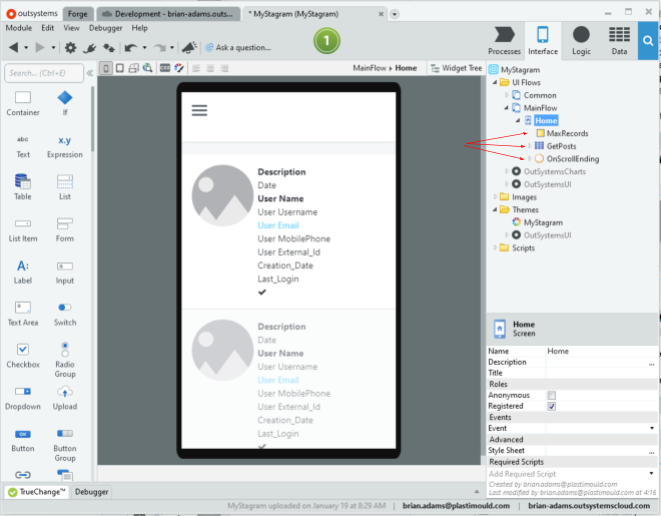 outsystems Forge Development - brian-adams.outs... * MyStagram (MyStagram)
Module Edit View Debugger Help
1
Ask a question...
Processes Interface Logic Data
Search... (Ctrl+E)
MainFlow Home Widget Tree
Container If
abc x.y
Text Expression
Table List
List Item Form
A: Label Input
Text Area Switch
Checkbox Radio Group
Dropdown Upload
OK
Button Button Group
Description
Date
User Name
User Username
User Email
User MobilePhone
User External_Id
Creation_Date
Last_Login
Description
Date
User Name
User Username
User Email
User MobilePhone
User External_Id
Creation_Date
Last_Login
MyStagram
UI Flows
Common
MainFlow
Home
MaxRecords
GetPosts
OnScrollEnding
OutSystemsCharts
OutSystemsUI
Images
Themes
MyStagram
OutSystemsUI
Scripts
Home
Screen
Name Home
Description ...
Title
Roles
Anonymous
Registered
Events
Event
Advanced
Style Sheet ...
Required Scripts
Add Required Script
Created by brian.adams@plastimould.com
Last modified by brian.adams@plastimould.com at 4:16
TrueChange™ Debugger
MyStagram uploaded on January 19 at 8:29 AM | brian.adams@plastimould.com | brian-adams.outsystemscloud.com